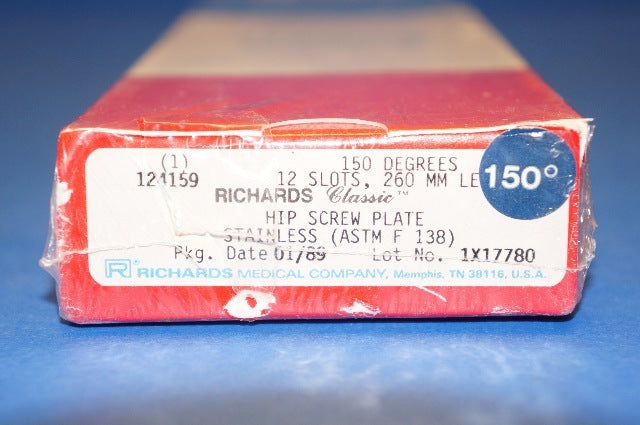 (1) 150 DEGREES
124159 12 SLOTS, 260 MM LE
150°
RICHARDS Classic™
HIP SCREW PLATE
STAINLESS (ASTM F 138)
Pkg. Date 01/89 Lot No. 1X17780
R RICHARDS MEDICAL COMPANY, Memphis, TN 38116, U.S.A.